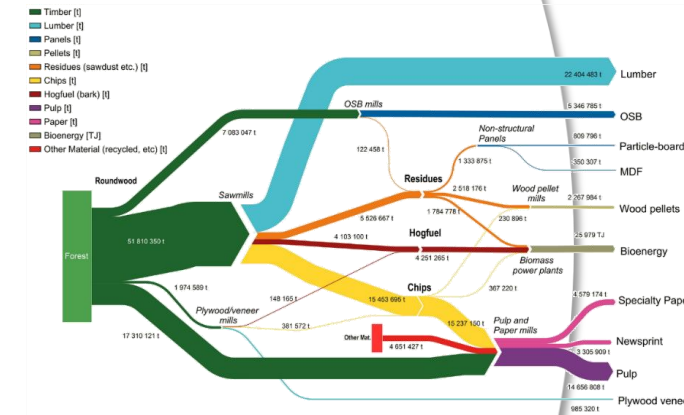 Timber [t]
Lumber [t]
Panels [t]
Pellets [t]
Residues (sawdust etc.) [t]
Chips [t]
Hogfuel (bark) [t]
Pulp [t]
Paper [t]
Bioenergy [TJ]
Other Material (recycled, etc) [t]
22 404 483 t
Lumber
OSB mills
5 346 785 t
OSB
7 083 047 t
Non-structural
Panels
609 796 t
Particle-board
122 458 t
1 333 875 t
350 307 t
MDF
Roundwood
Residues
Sawmills
2 518 176 t
Wood pellet
mills
2 267 984 t
Wood pellets
1 784 778 t
230 896 t
5 526 667 t
Forest
51 810 350 t
4 103 100 t
Hogfuel
25 979 TJ
Bioenergy
4 251 265 t
Biomass
power plants
1 974 589 t
Chips
367 220 t
148 165 t
15 453 695 t
4 579 174 t
Specialty Pape
Plywood/veneer
mills
381 572 t
15 237 150 t
Pulp and
Paper mills
17 310 121 t
Other Mat.
4 651 427 t
Newsprint
3 305 909 t
Pulp
14 656 808 t
Plywood venee
985 320 t